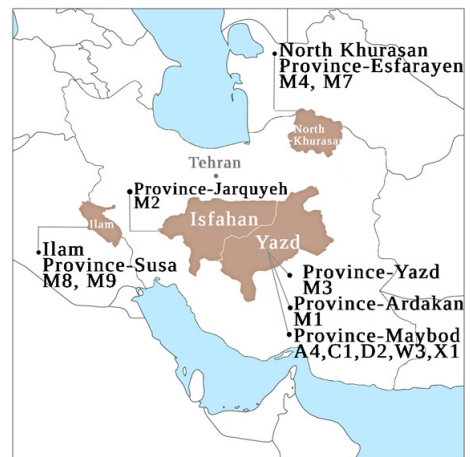 North Khurasan
Province-Esfarayen
M4, M7
North
Khurasan
Tehran
Province-Jarquyeh
M2
Isfahan
Ilam
Yazd
Ilam
Province-Susa
M8, M9
Province-Yazd
M3
Province-Ardakan
M1
Province-Maybod
A4,C1,D2,W3,X1